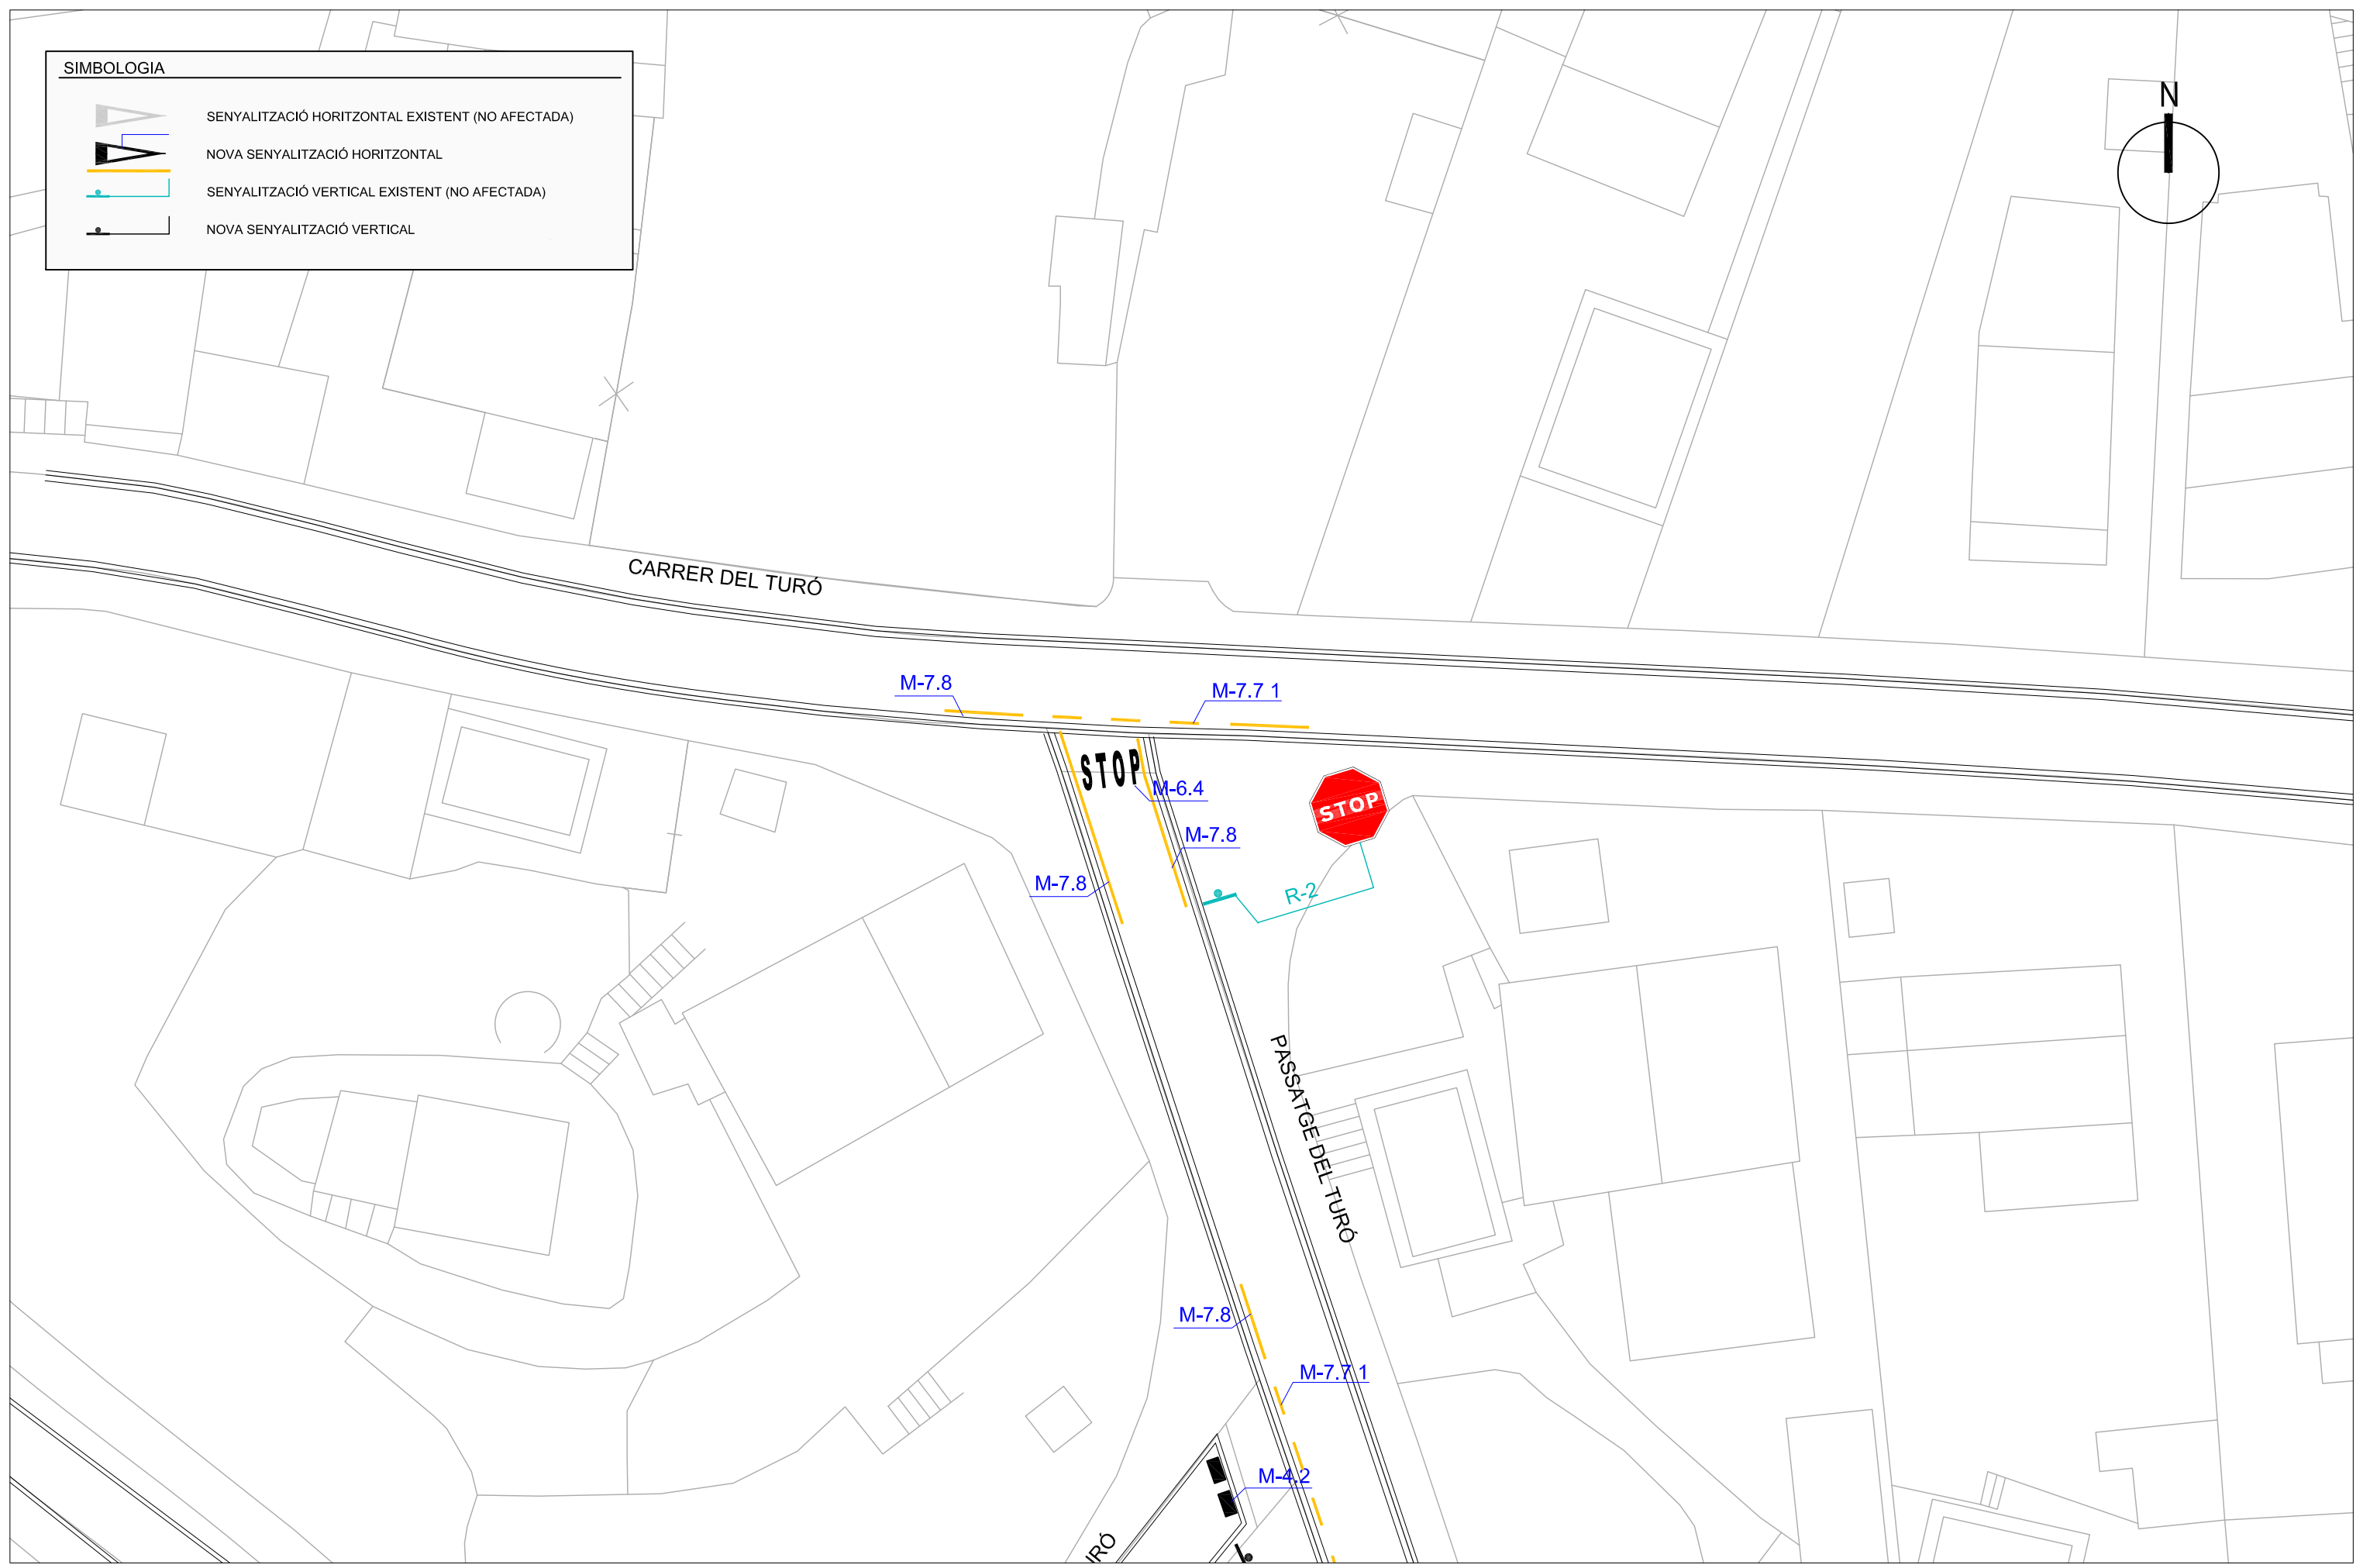 SIMBOLOGIA
SENYALITZACIÓ HORITZONTAL EXISTENT (NO AFECTADA)
NOVA SENYALITZACIÓ HORITZONTAL
SENYALITZACIÓ VERTICAL EXISTENT (NO AFECTADA)
NOVA SENYALITZACIÓ VERTICAL
N
CARRER DEL TURÓ
M-7.8
M-7.7 1
STOP
M-6.4
STOP
M-7.8
M-7.8
R-2
PASSATGE DEL TURÓ
M-7.8
M-7.7 1
M-4.2
URÓ